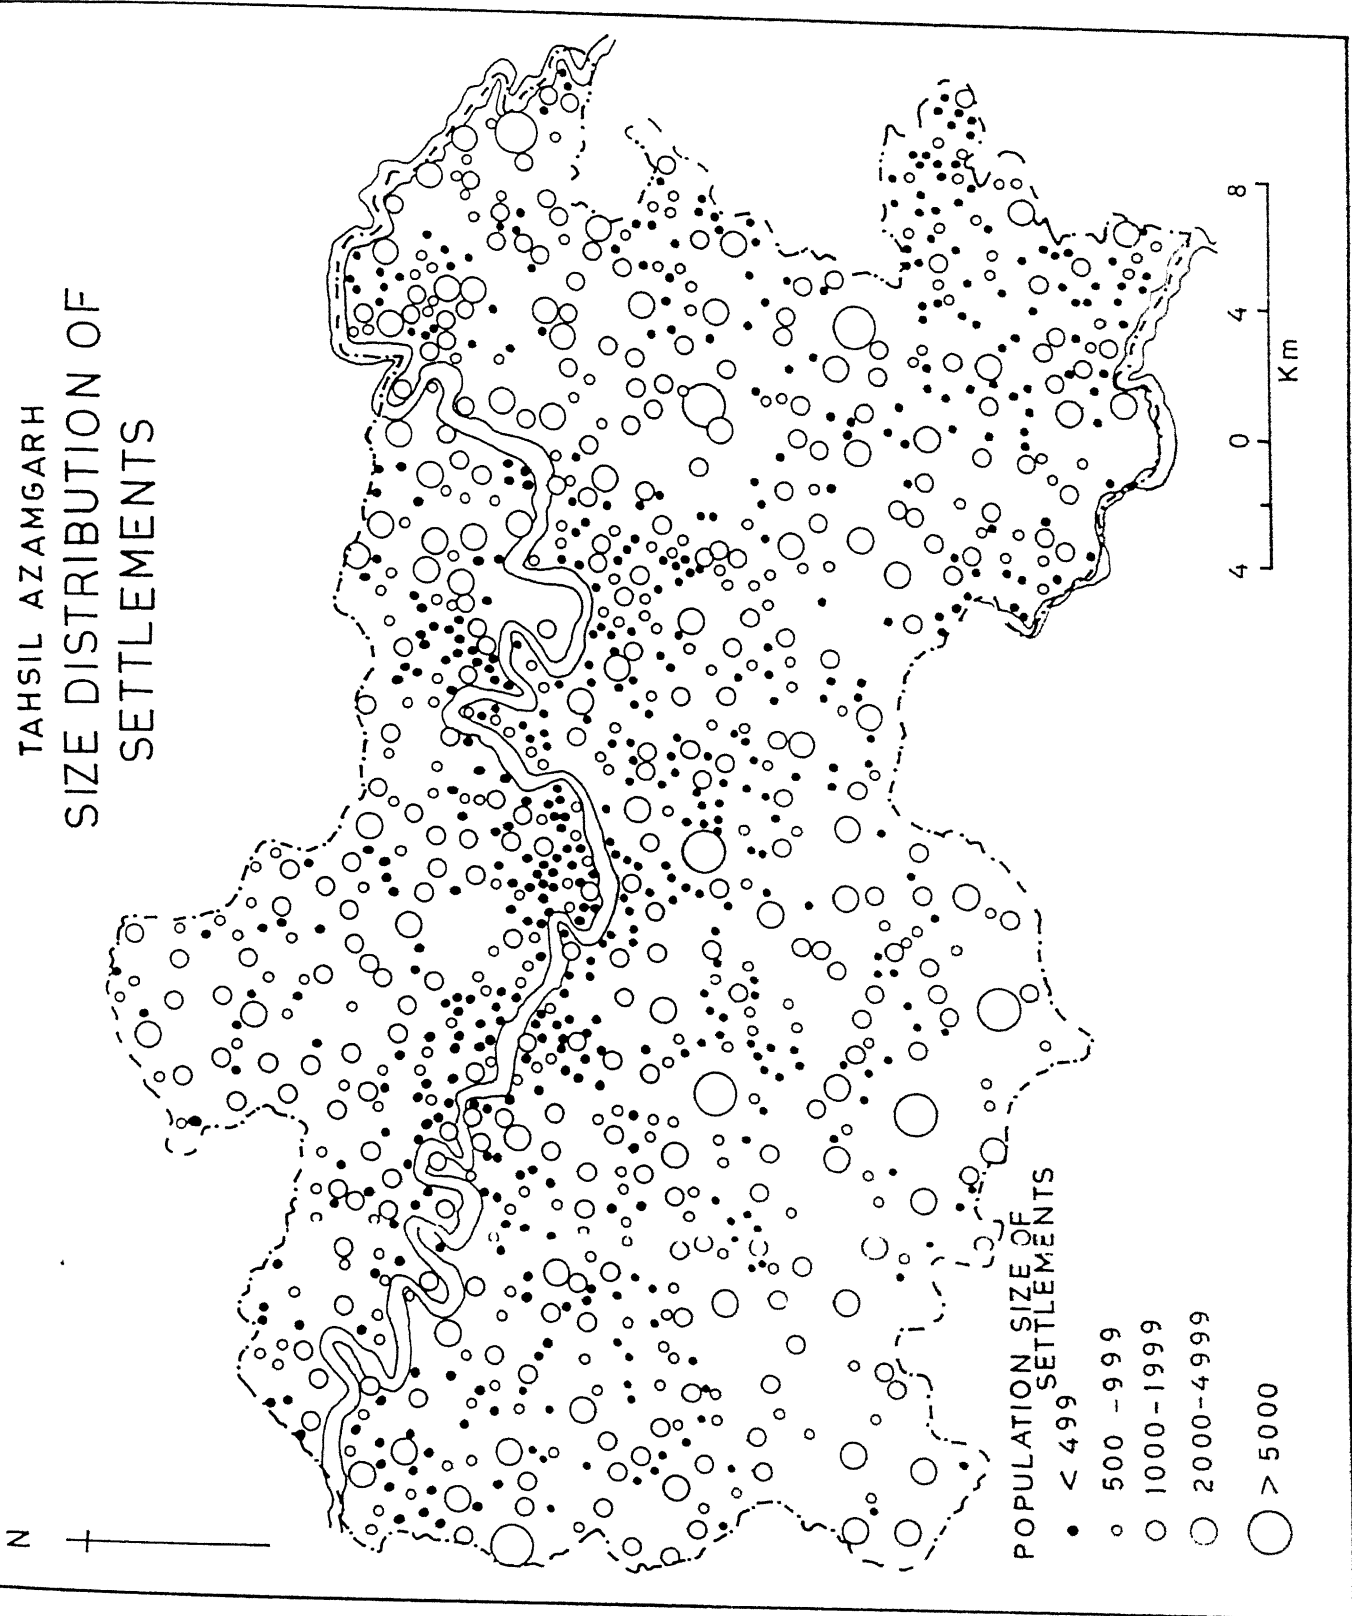 TAHSIL AZAMGARH
SIZE DISTRIBUTION OF
SETTLEMENTS
N
POPULATION SIZE OF
SETTLEMENTS
< 499
500 - 999
1000-1999
2000-4999
> 5000
4 0 4 8
Km